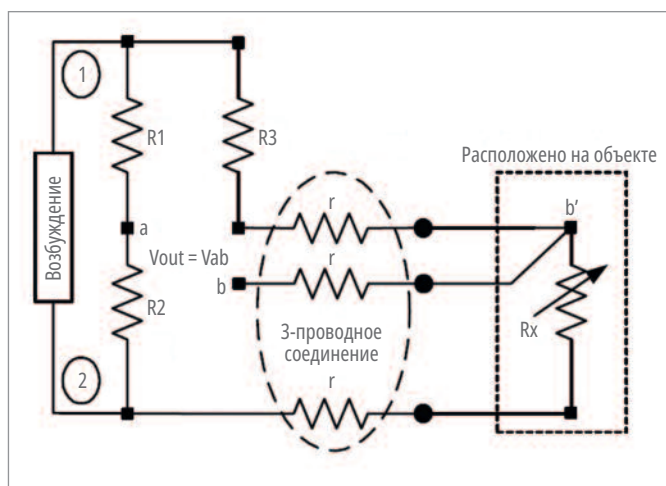 1
R1
R3
Возбуждение
Расположено на объекте
r
b’
a
Vout = Vab
r
b
R2
Rx
3-проводное
соединение
r
2